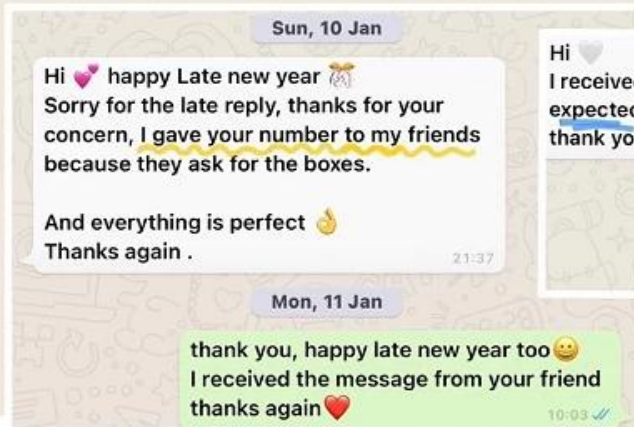 Sun, 10 Jan
Hi 💕 happy Late new year 🎊
Sorry for the late reply, thanks for your
concern, I gave your number to my friends
because they ask for the boxes.
And everything is perfect 👌
Thanks again .
21:37
Mon, 11 Jan
thank you, happy late new year too😀
I received the message from your friend
thanks again❤️
10:03
Hi 🤍
I received
expected
thank